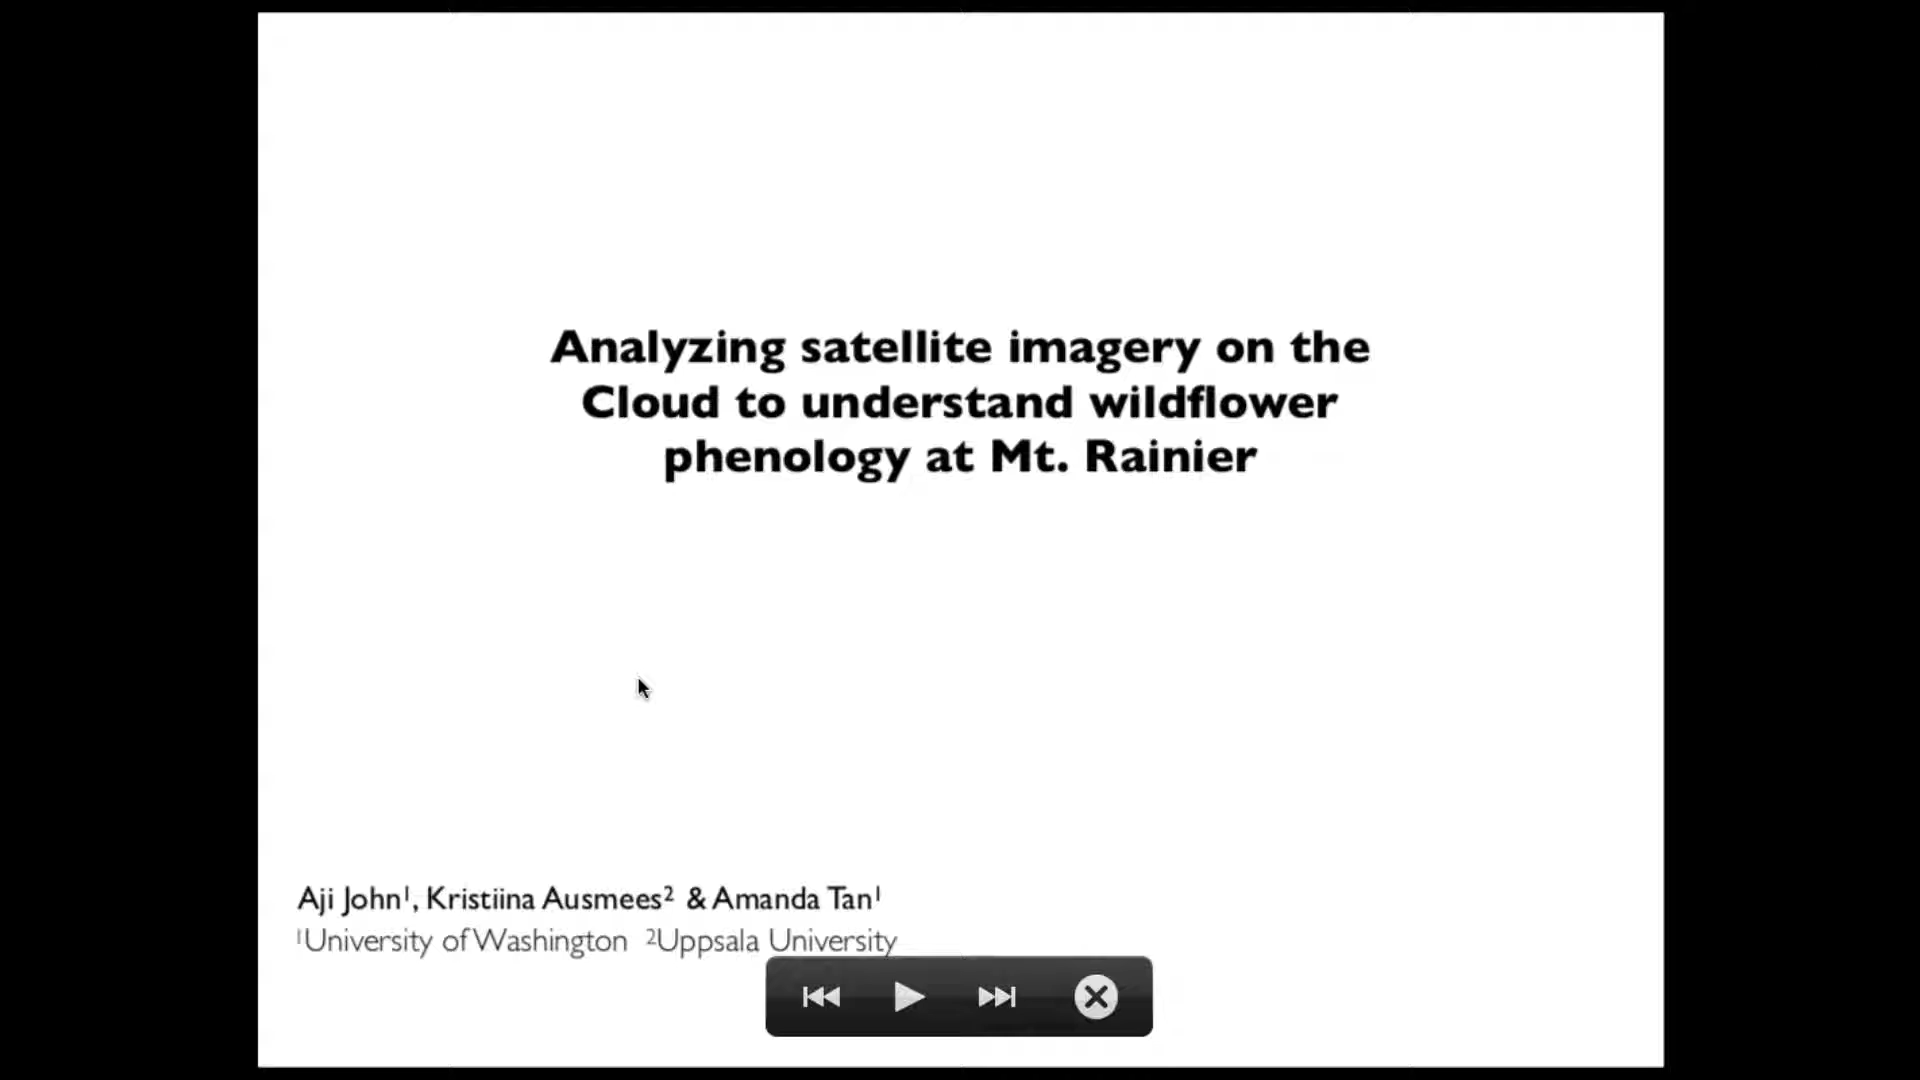 Analyzing satellite imagery on the
Cloud to understand wildflower
phenology at Mt. Rainier
Aji John¹, Kristiina Ausmees² & Amanda Tan¹
¹University of Washington ²Uppsala University